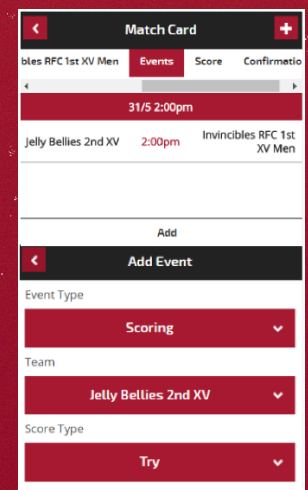 Match Card
bles RFC 1st XV Men Events Score Confirmatio
31/5 2:00pm
Jelly Bellies 2nd XV 2:00pm Invincibles RFC 1st
XV Men
Add
Add Event
Event Type
Scoring
Team
Jelly Bellies 2nd XV
Score Type
Try